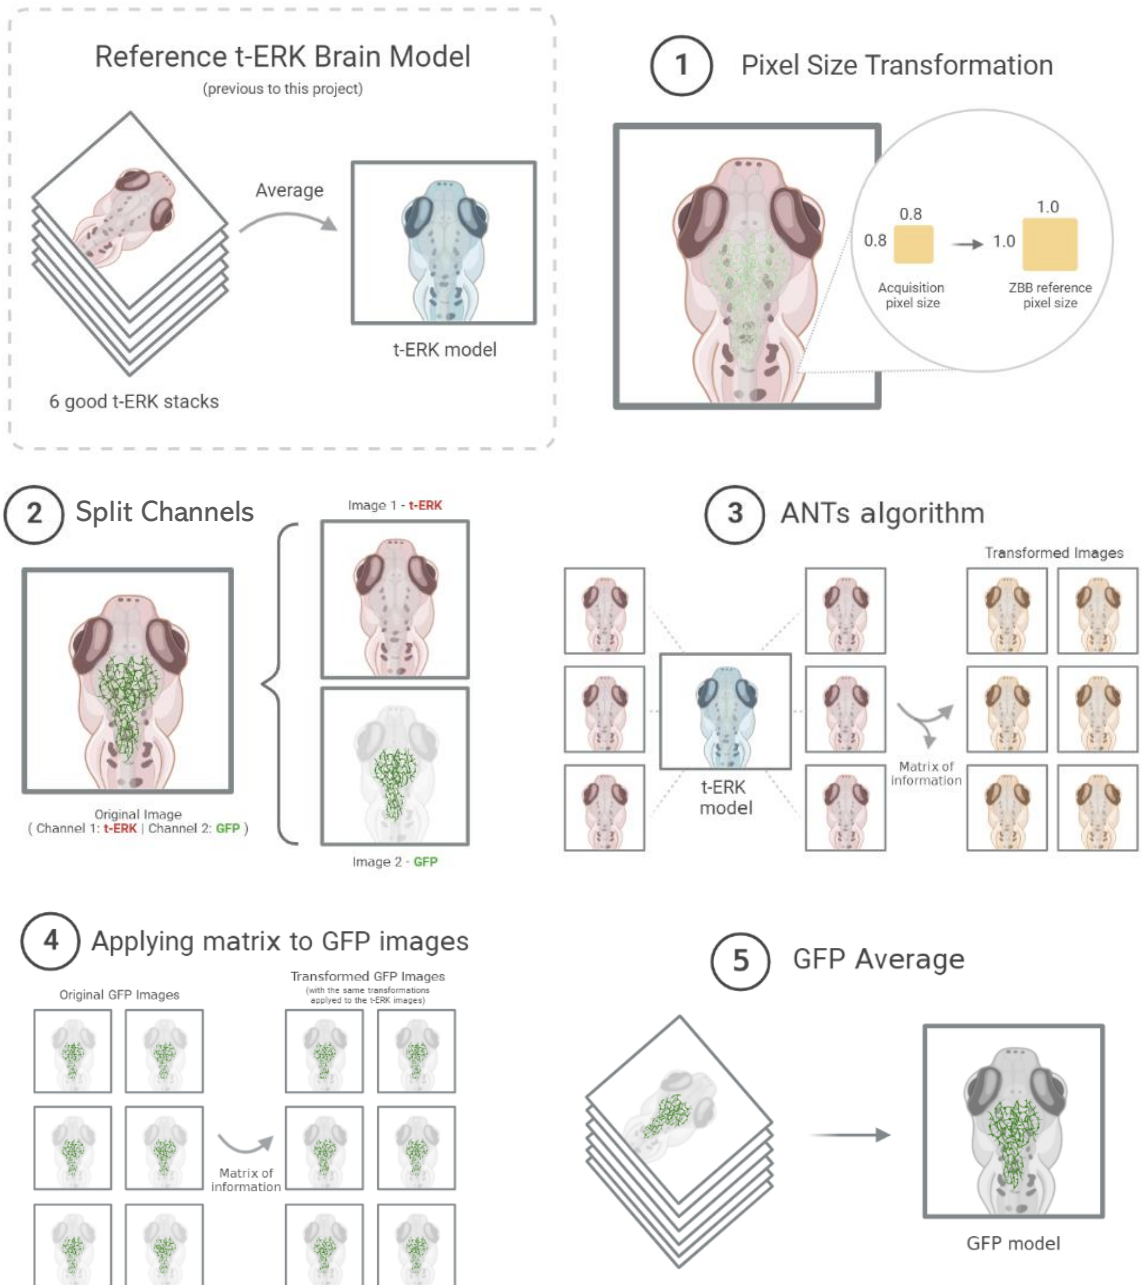 Reference t-ERK Brain Model
(previous to this project)
Average
t-ERK model
6 good t-ERK stacks
1 Pixel Size Transformation
0.8
0.8
1.0
1.0
Acquisition
pixel size
ZBB reference
pixel size
2 Split Channels
Image 1 - t-ERK
Original Image
( Channel 1: t-ERK | Channel 2: GFP )
Image 2 - GFP
3 ANTs algorithm
Transformed Images
Matrix of
information
t-ERK
model
4 Applying matrix to GFP images
Original GFP Images
Transformed GFP Images
(with the same transformations
applyed to the t-ERK images)
Matrix of
information
5 GFP Average
GFP model